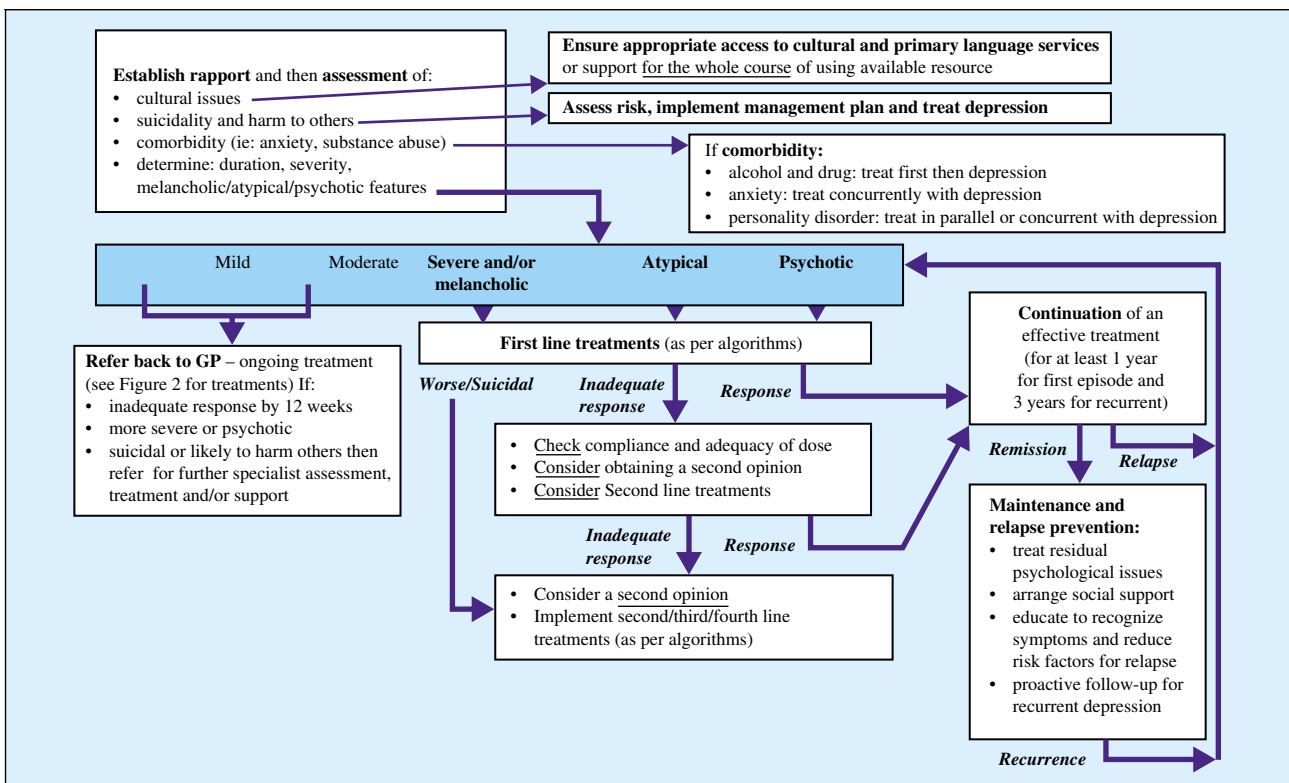 Establish rapport and then assessment of:
• cultural issues
• suicidality and harm to others
• comorbidity (ie: anxiety, substance abuse)
• determine: duration, severity,
melancholic/atypical/psychotic features
Ensure appropriate access to cultural and primary language services
or support for the whole course of using available resource
Assess risk, implement management plan and treat depression
If comorbidity:
• alcohol and drug: treat first then depression
• anxiety: treat concurrently with depression
• personality disorder: treat in parallel or concurrent with depression
Mild
Moderate
Severe and/or
melancholic
Atypical
Psychotic
Refer back to GP – ongoing treatment
(see Figure 2 for treatments) If:
• inadequate response by 12 weeks
• more severe or psychotic
• suicidal or likely to harm others then
refer for further specialist assessment,
treatment and/or support
First line treatments (as per algorithms)
Worse/Suicidal
Inadequate
response
Response
• Check compliance and adequacy of dose
• Consider obtaining a second opinion
• Consider Second line treatments
Inadequate
response
Response
• Consider a second opinion
• Implement second/third/fourth line
treatments (as per algorithms)
Continuation of an
effective treatment
(for at least 1 year
for first episode and
3 years for recurrent)
Remission
Relapse
Maintenance and
relapse prevention:
• treat residual
psychological issues
• arrange social support
• educate to recognize
symptoms and reduce
risk factors for relapse
• proactive follow-up for
recurrent depression
Recurrence